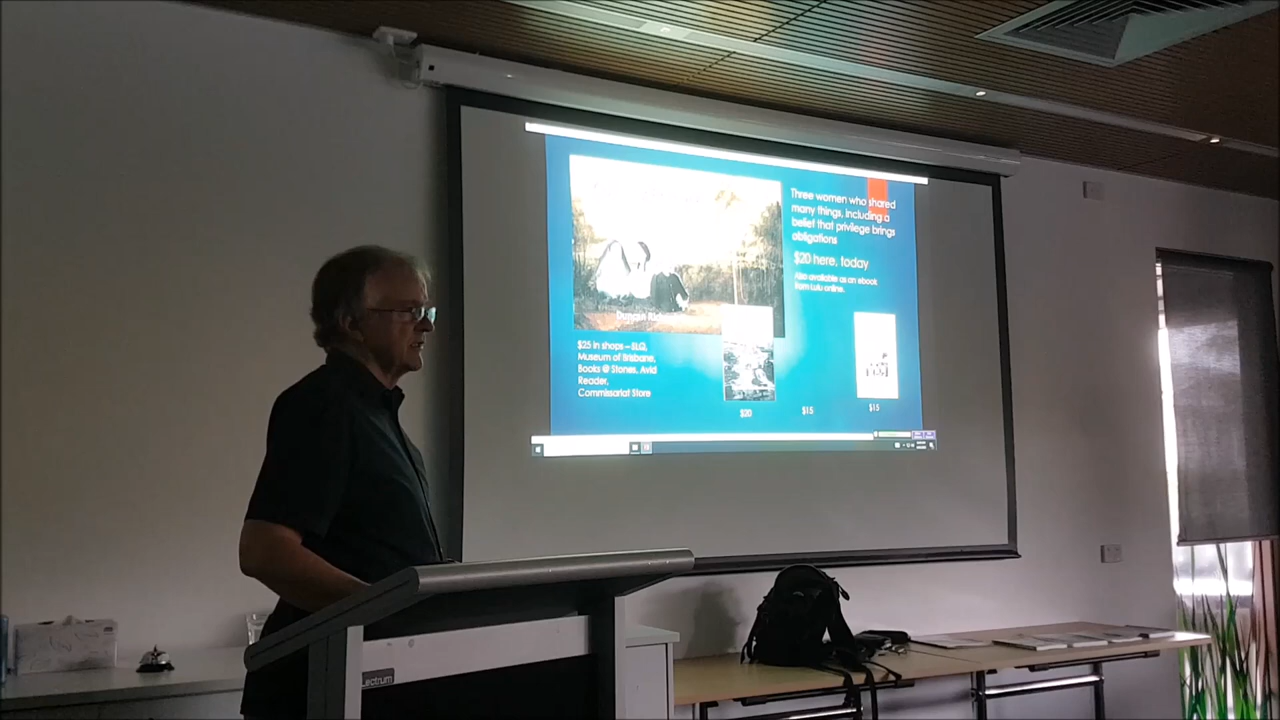 Three women who shared
many things, including a
belief that privilege brings
obligations
$20 here, today
Also available as an ebook
from Lulu online.
$25 in shops – SLQ,
Museum of Brisbane,
Books @ Stones, Avid
Reader,
Commissariat Store
$20
$15
$15
Lectrum